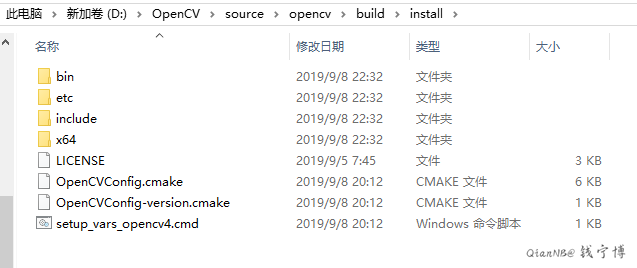 此电脑 > 新加卷 (D:) > OpenCV > source > opencv > build > install >
名称 修改日期 类型 大小
bin 2019/9/8 22:32 文件夹
etc 2019/9/8 22:32 文件夹
include 2019/9/8 22:32 文件夹
x64 2019/9/8 22:32 文件夹
LICENSE 2019/9/5 7:45 文件 3 KB
OpenCVConfig.cmake 2019/9/8 20:12 CMAKE 文件 6 KB
OpenCVConfig-version.cmake 2019/9/8 20:12 CMAKE 文件 1 KB
setup_vars_opencv4.cmd 2019/9/8 20:12 Windows 命令脚本 1 KB
QianNB@ 钱宁博